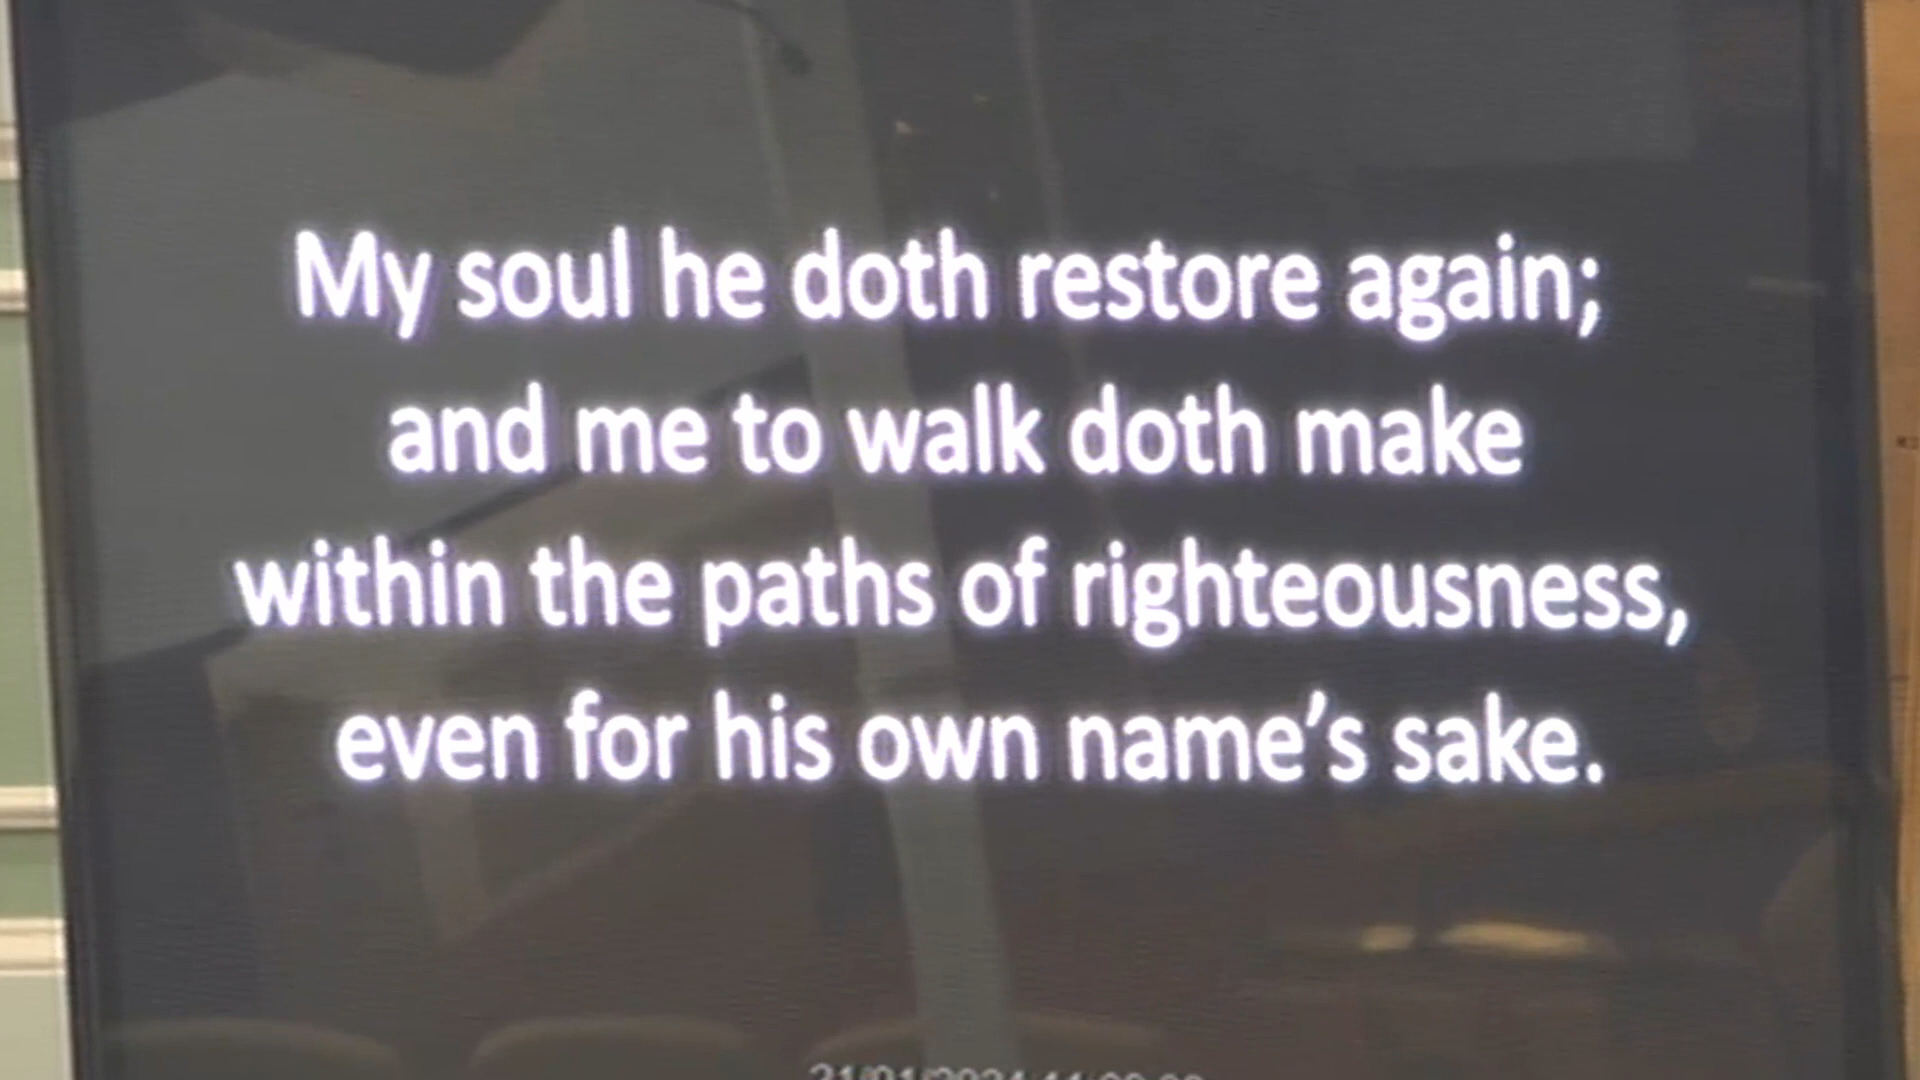 My soul he doth restore again;
and me to walk doth make
within the paths of righteousness,
even for his own name’s sake.